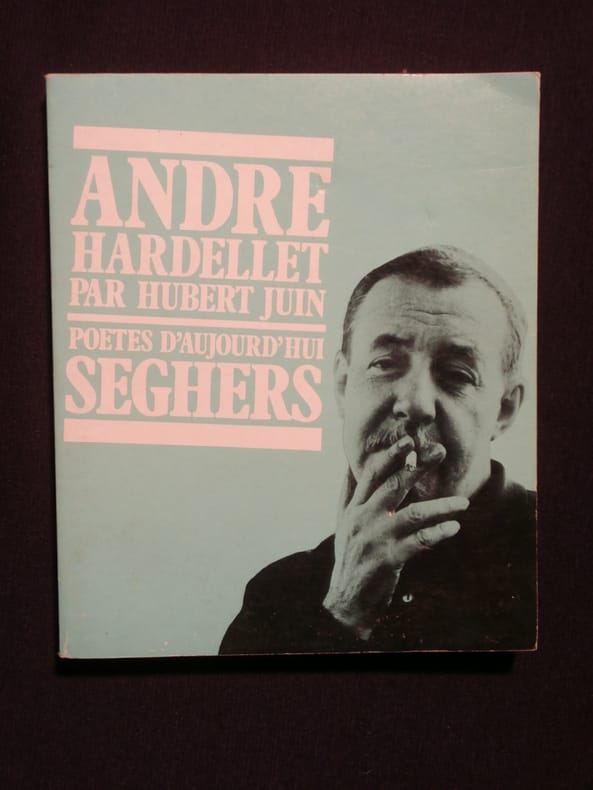 ANDRE
HARDELLET
PAR HUBERT JUIN
POETES D'AUJOURD'HUI
SEGHERS